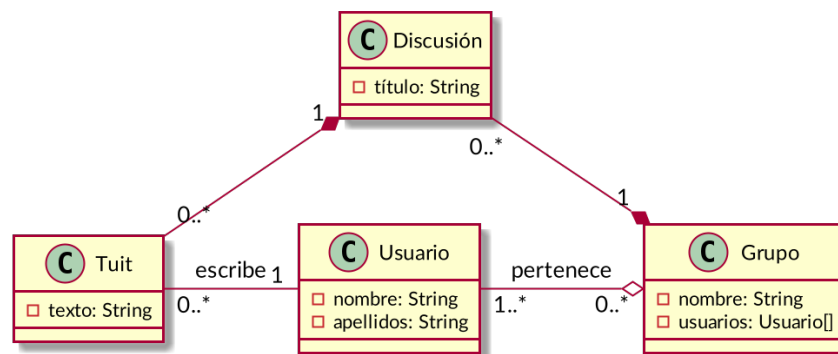 C Discusión
título: String
1
0..*
0..*
1
C Tuit
texto: String
escribe 1
0..*
C Usuario
nombre: String
apellidos: String
pertenece
1..* 0..*
C Grupo
nombre: String
usuarios: Usuario[]